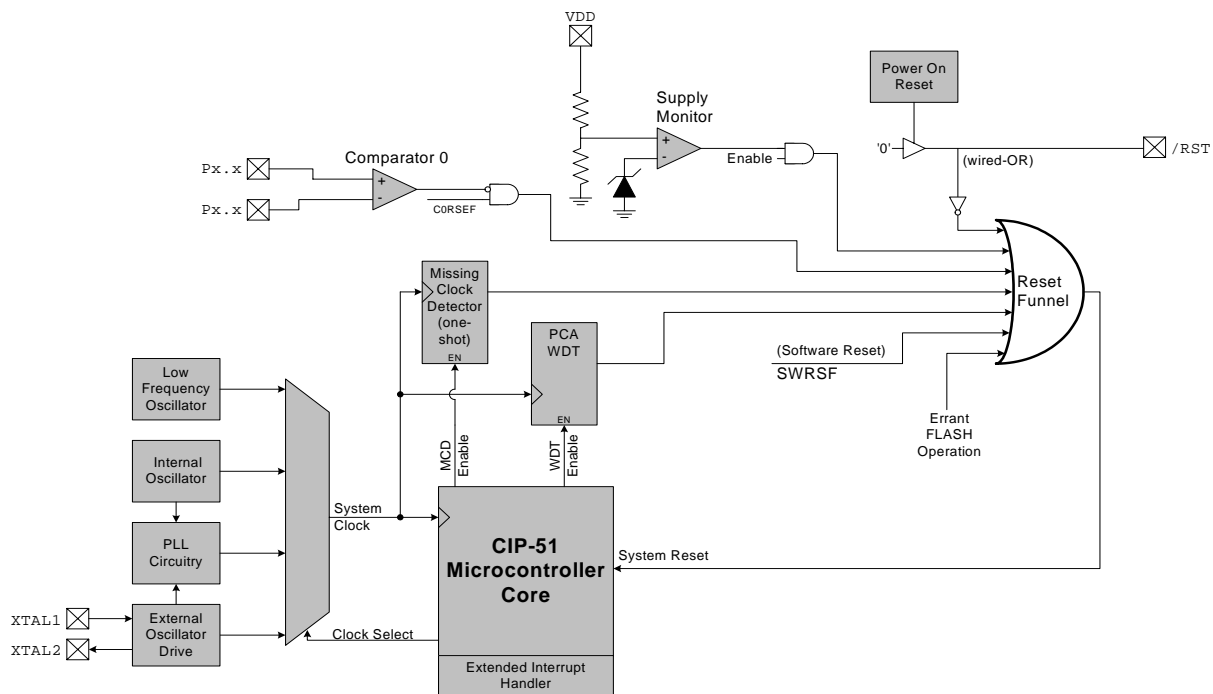 VDD
Power On
Reset
Supply
Monitor
+
-
Enable
'0'
(wired-OR)
/RST
Comparator 0
Px.x
+
-
Px.x
C0RSEF
Missing
Clock
Detector
(one-
shot)
EN
PCA
WDT
EN
Reset
Funnel
(Software Reset)
SWRSF
Errant
FLASH
Operation
Low
Frequency
Oscillator
Internal
Oscillator
PLL
Circuitry
XTAL1
XTAL2
External
Oscillator
Drive
System
Clock
MCD
Enable
WDT
Enable
CIP-51
Microcontroller
Core
System Reset
Clock Select
Extended Interrupt
Handler